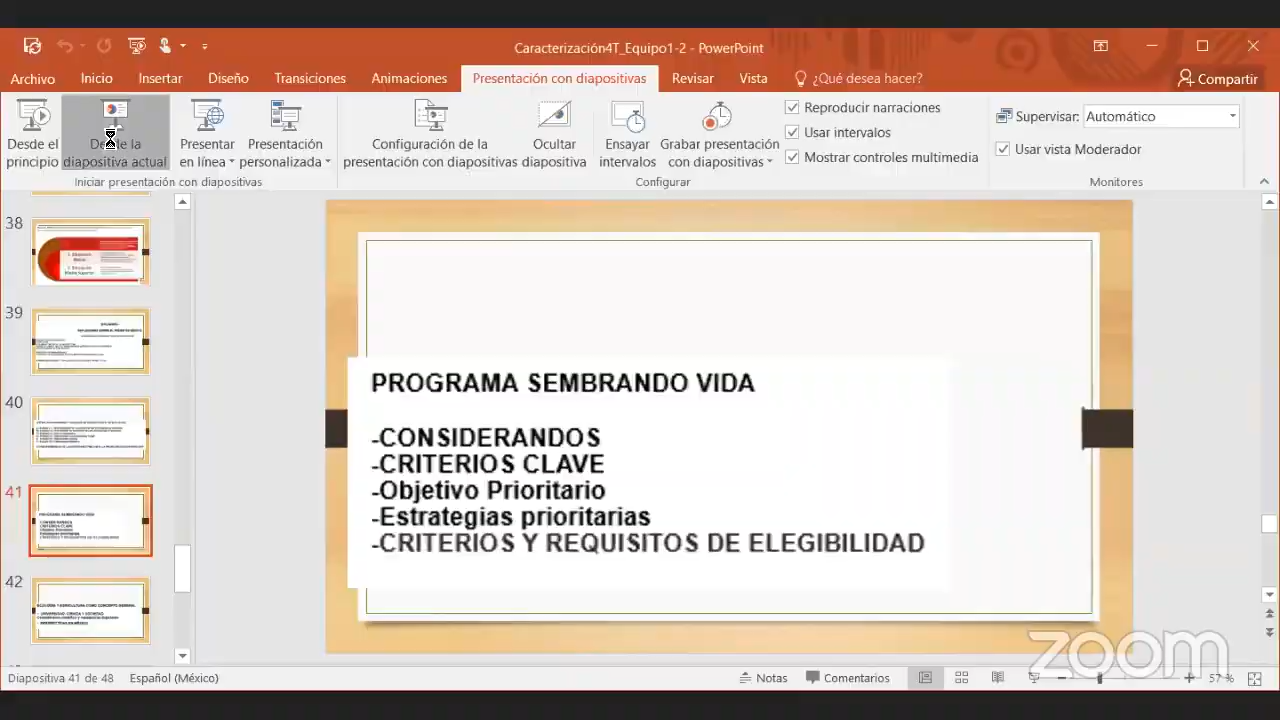 Caracterización4T_Equipo1-2 - PowerPoint
Archivo Inicio Insertar Diseño Transiciones Animaciones Presentación con diapositivas Revisar Vista ¿Qué desea hacer? Compartir
Desde el principio
Desde la diapositiva actual
Presentar en línea
Presentación personalizada
Iniciar presentación con diapositivas
Configuración de la presentación con diapositivas
Ocultar diapositiva
Ensayar intervalos
Grabar presentación con diapositivas
Reproducir narraciones
Usar intervalos
Mostrar controles multimedia
Configurar
Supervisar: Automático
Usar vista Moderador
Monitores
38
39
40
41
42
PROGRAMA SEMBRANDO VIDA
-CONSIDERANDOS
-CRITERIOS CLAVE
-Objetivo Prioritario
-Estrategias prioritarias
-CRITERIOS Y REQUISITOS DE ELEGIBILIDAD
zoom
Diapositiva 41 de 48 Español (México) Notas Comentarios 57 %